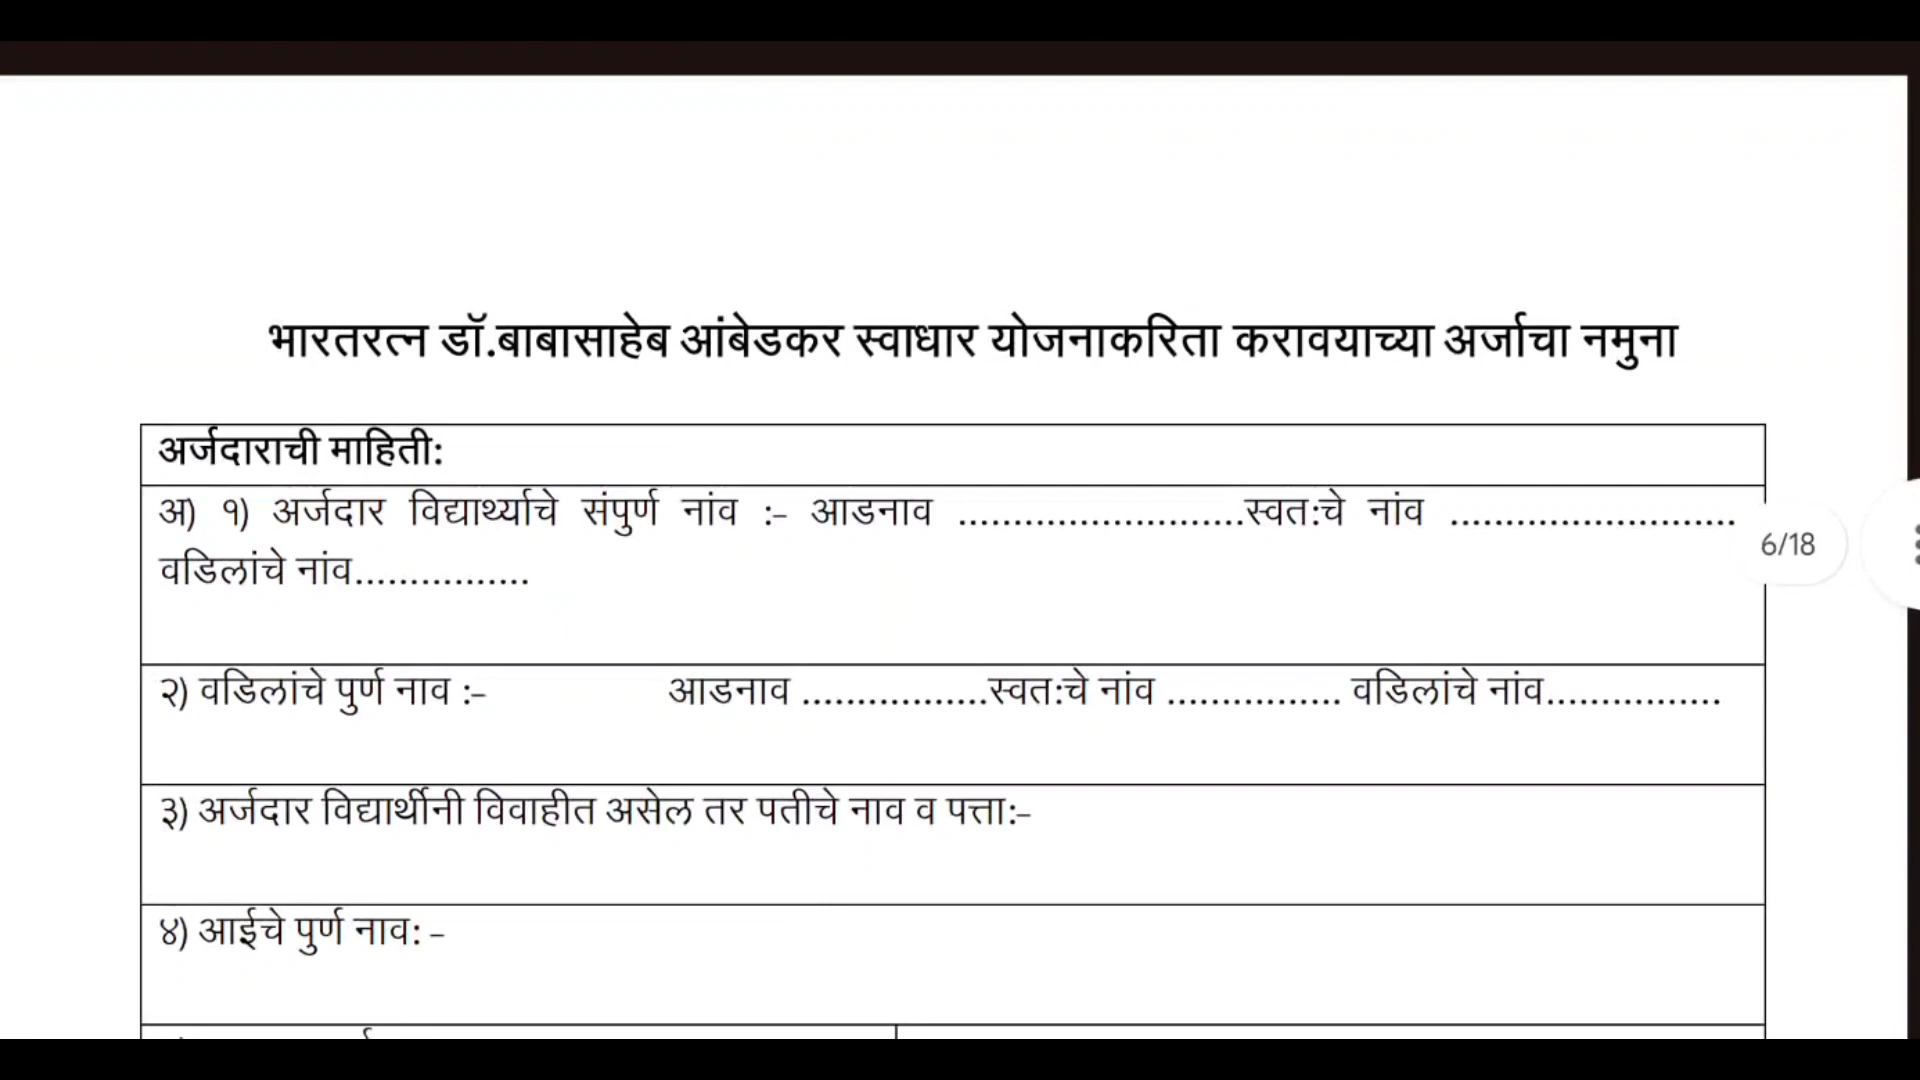 भारतरत्न डॉ.बाबासाहेब आंबेडकर स्वाधार योजनाकरिता करावयाच्या अर्जाचा नमुना
अर्जदाराची माहिती:
अ) १) अर्जदार विद्यार्थ्याचे संपुर्ण नांव :– आडनाव ..........................स्वत:चे नांव ..........................
6/18
वडिलांचे नांव................
२) वडिलांचे पुर्ण नाव :– आडनाव .................स्वत:चे नांव ................ वडिलांचे नांव................
३) अर्जदार विद्यार्थीनी विवाहीत असेल तर पतीचे नाव व पत्ता:–
४) आईचे पुर्ण नाव: –